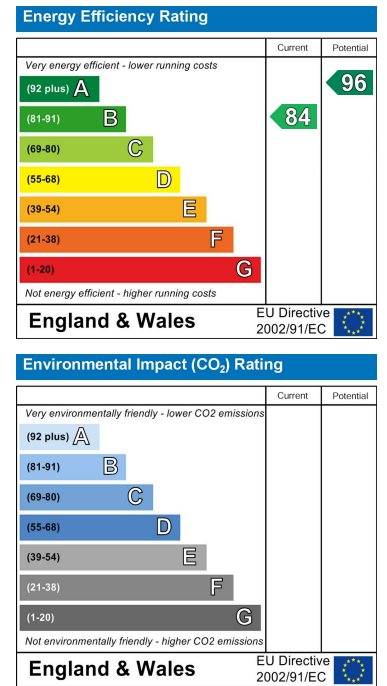 Energy Efficiency Rating
Current Potential
Very energy efficient - lower running costs
(92 plus) A
96
(81-91) B
84
(69-80) C
(55-68) D
(39-54) E
(21-38) F
(1-20) G
Not energy efficient - higher running costs
England & Wales
EU Directive
2002/91/EC
Environmental Impact (CO₂) Rating
Current Potential
Very environmentally friendly - lower CO2 emissions
(92 plus) A
(81-91) B
(69-80) C
(55-68) D
(39-54) E
(21-38) F
(1-20) G
Not environmentally friendly - higher CO2 emissions
England & Wales
EU Directive
2002/91/EC